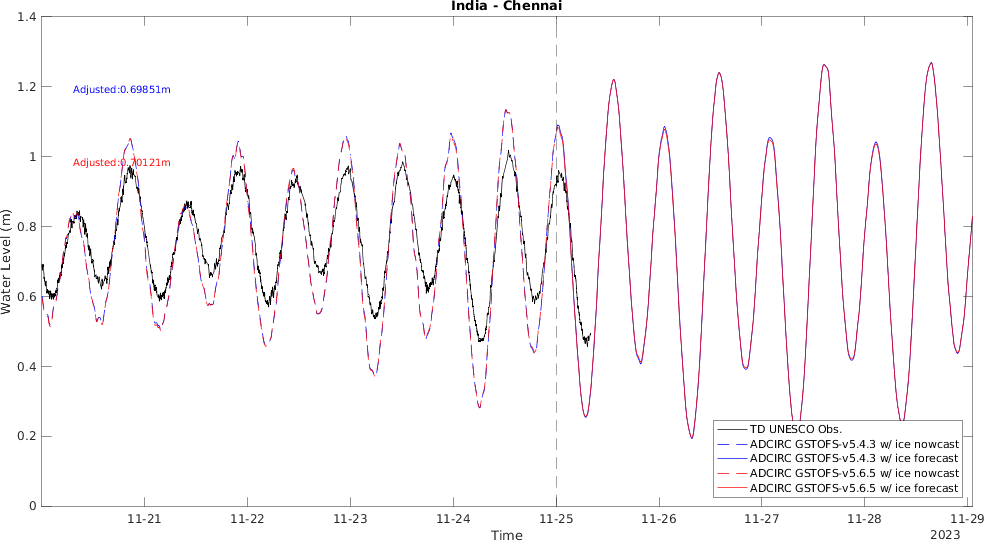 India - Chennai
1.4
1.2
1
0.8
0.6
0.4
0.2
0
Water Level (m)
Adjusted:0.69851m
Adjusted:0.70121m
TD UNESCO Obs.
ADCIRC GSTOFS-v5.4.3 w/ ice nowcast
ADCIRC GSTOFS-v5.4.3 w/ ice forecast
ADCIRC GSTOFS-v5.6.5 w/ ice nowcast
ADCIRC GSTOFS-v5.6.5 w/ ice forecast
11-21 11-22 11-23 11-24 11-25 11-26 11-27 11-28 11-29
Time
2023